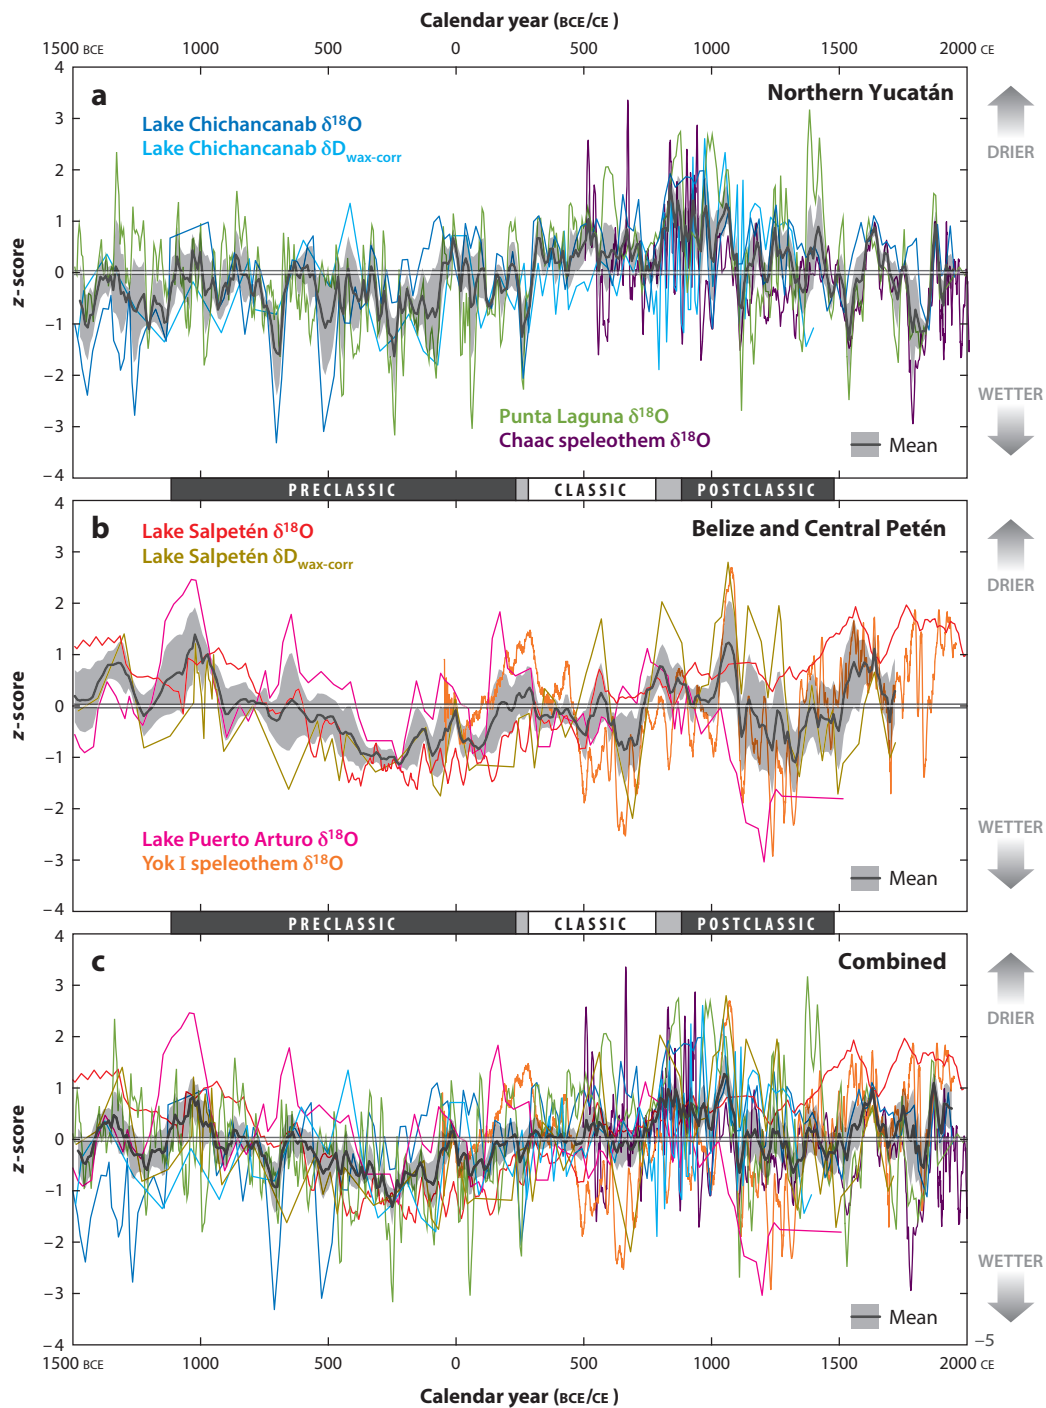 Calendar year (BCE/CE )
1500 BCE 1000 500 0 500 1000 1500 2000 CE
a
Northern Yucatán
Lake Chichancanab δ18O
Lake Chichancanab δDwax-corr
Punta Laguna δ18O
Chaac speleothem δ18O
Mean
4
3
2
1
0
−1
−2
−3
−4
z-score
DRIER
WETTER
PRECLASSIC CLASSIC POSTCLASSIC
b
Belize and Central Petén
Lake Salpetén δ18O
Lake Salpetén δDwax-corr
Lake Puerto Arturo δ18O
Yok I speleothem δ18O
Mean
4
3
2
1
0
−1
−2
−3
−4
z-score
DRIER
WETTER
PRECLASSIC CLASSIC POSTCLASSIC
c
Combined
Mean
4
3
2
1
0
−1
−2
−3
−4
z-score
DRIER
WETTER
−5
1500 BCE 1000 500 0 500 1000 1500 2000 CE
Calendar year (BCE/CE )